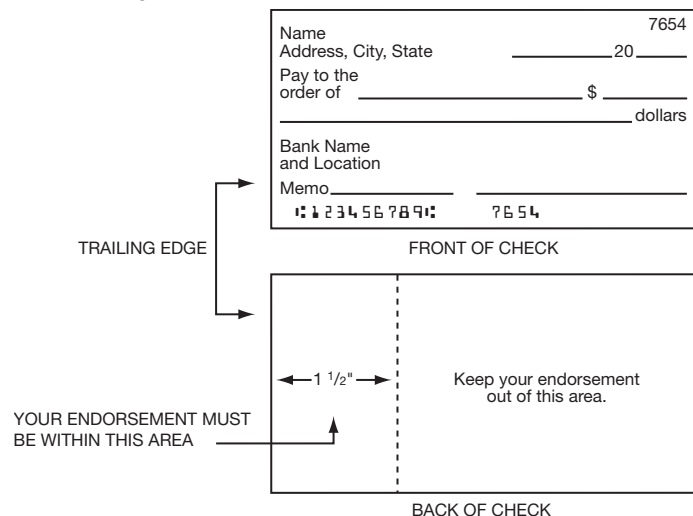 7654
Name
Address, City, State
20
Pay to the
order of $
dollars
Bank Name
and Location
Memo
⑆123456789⑆ 7654
TRAILING EDGE
FRONT OF CHECK
1 1/2"
Keep your endorsement
out of this area.
YOUR ENDORSEMENT MUST
BE WITHIN THIS AREA
BACK OF CHECK